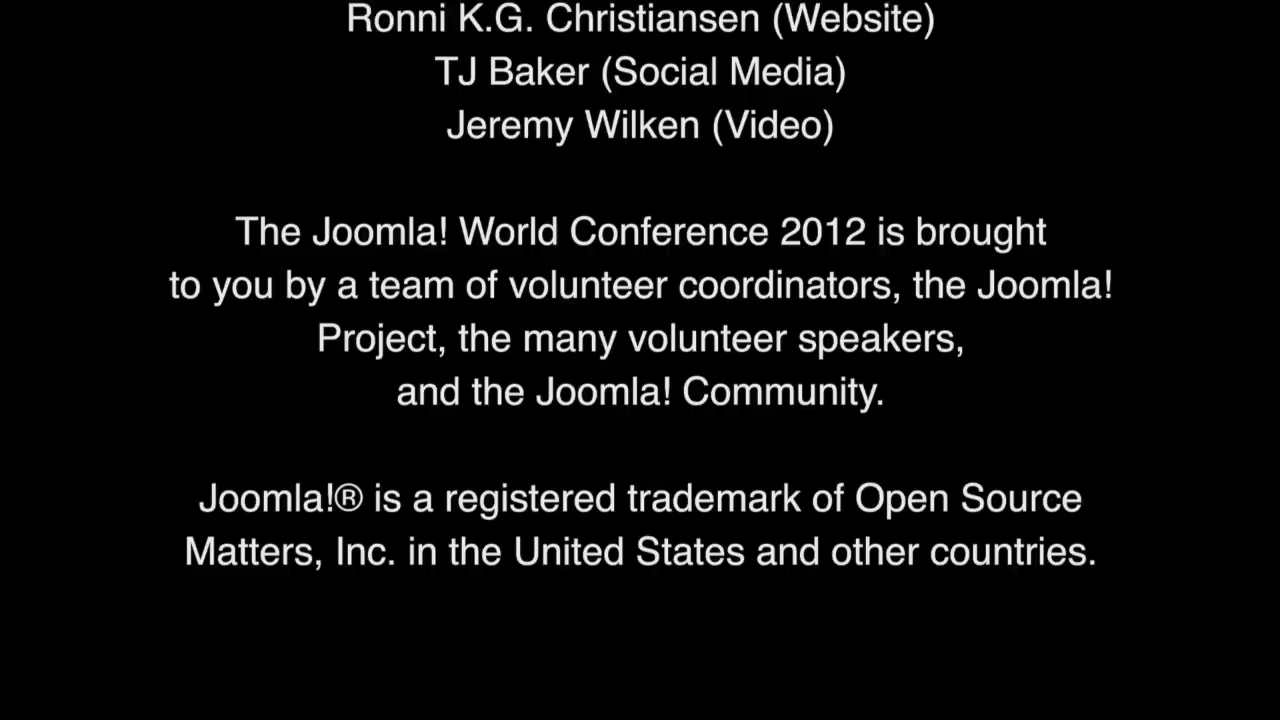 Ronni K.G. Christiansen (Website)
TJ Baker (Social Media)
Jeremy Wilken (Video)
The Joomla! World Conference 2012 is brought
to you by a team of volunteer coordinators, the Joomla!
Project, the many volunteer speakers,
and the Joomla! Community.
Joomla!® is a registered trademark of Open Source
Matters, Inc. in the United States and other countries.